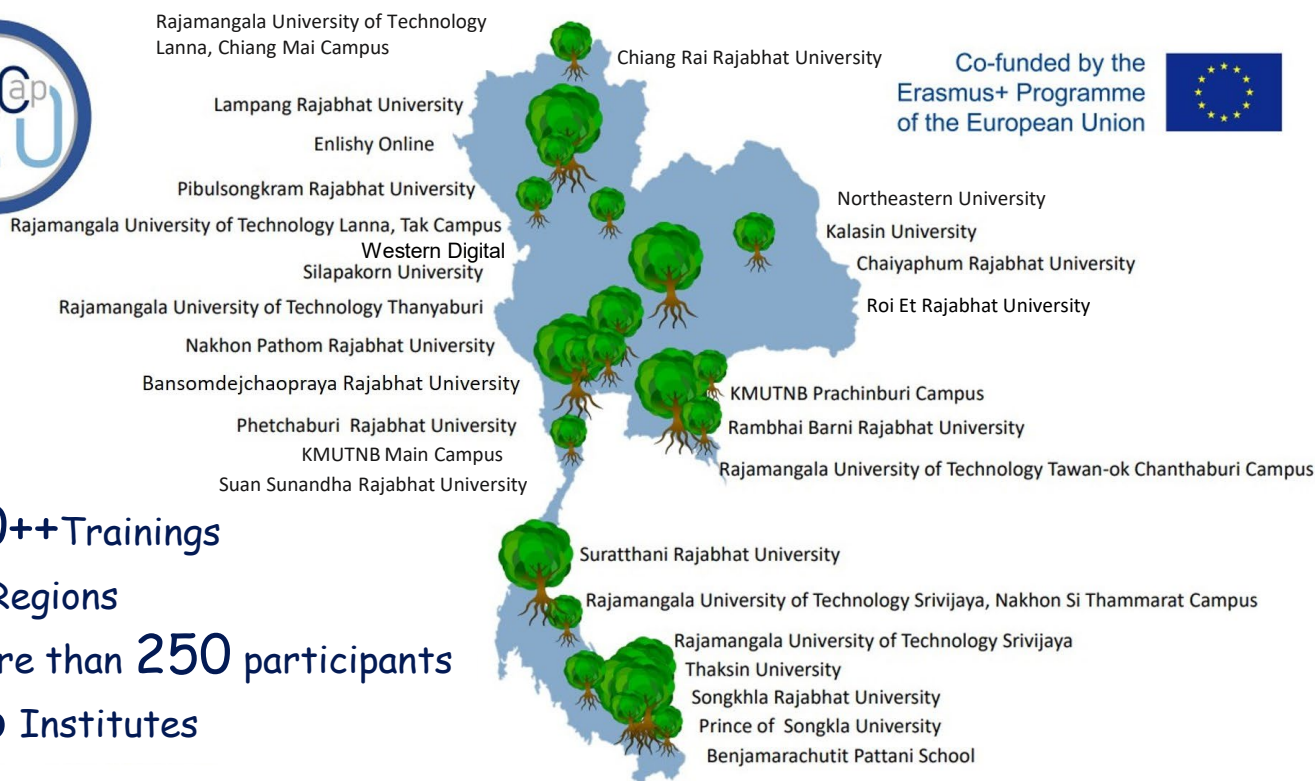 Rajamangala University of Technology
Lanna, Chiang Mai Campus
Chiang Rai Rajabhat University
Co-funded by the
Erasmus+ Programme
of the European Union
Cap
U
Lampang Rajabhat University
Enlishy Online
Pibulsongkram Rajabhat University
Rajamangala University of Technology Lanna, Tak Campus
Western Digital
Silapakorn University
Rajamangala University of Technology Thanyaburi
Nakhon Pathom Rajabhat University
Bansomdejchaopraya Rajabhat University
Phetchaburi Rajabhat University
KMUTNB Main Campus
Suan Sunandha Rajabhat University
Northeastern University
Kalasin University
Chaiyaphum Rajabhat University
Roi Et Rajabhat University
KMUTNB Prachinburi Campus
Rambhai Barni Rajabhat University
Rajamangala University of Technology Tawan-ok Chanthaburi Campus
0++Trainings
Regions
re than 250 participants
Institutes
Suratthani Rajabhat University
Rajamangala University of Technology Srivijaya, Nakhon Si Thammarat Campus
Rajamangala University of Technology Srivijaya
Thaksin University
Songkhla Rajabhat University
Prince of Songkla University
Benjamarachutit Pattani School